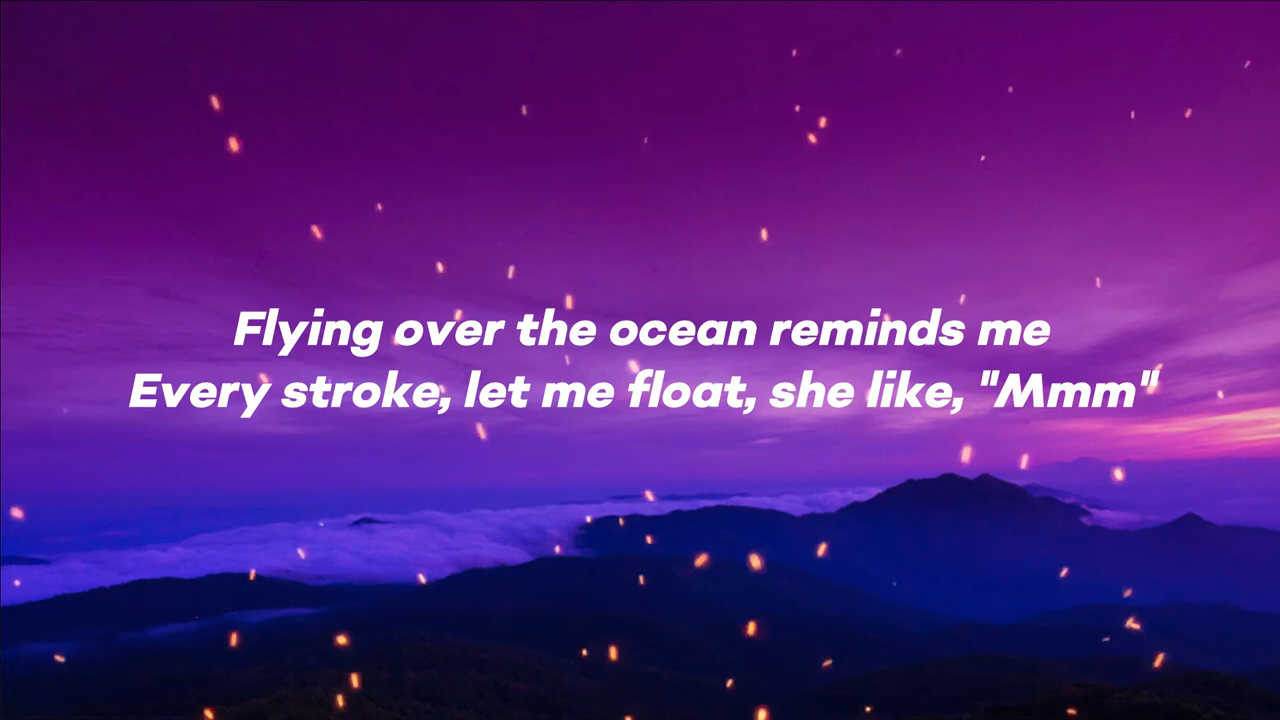 Flying over the ocean reminds me
Every stroke, let me float, she like, "Mmm"